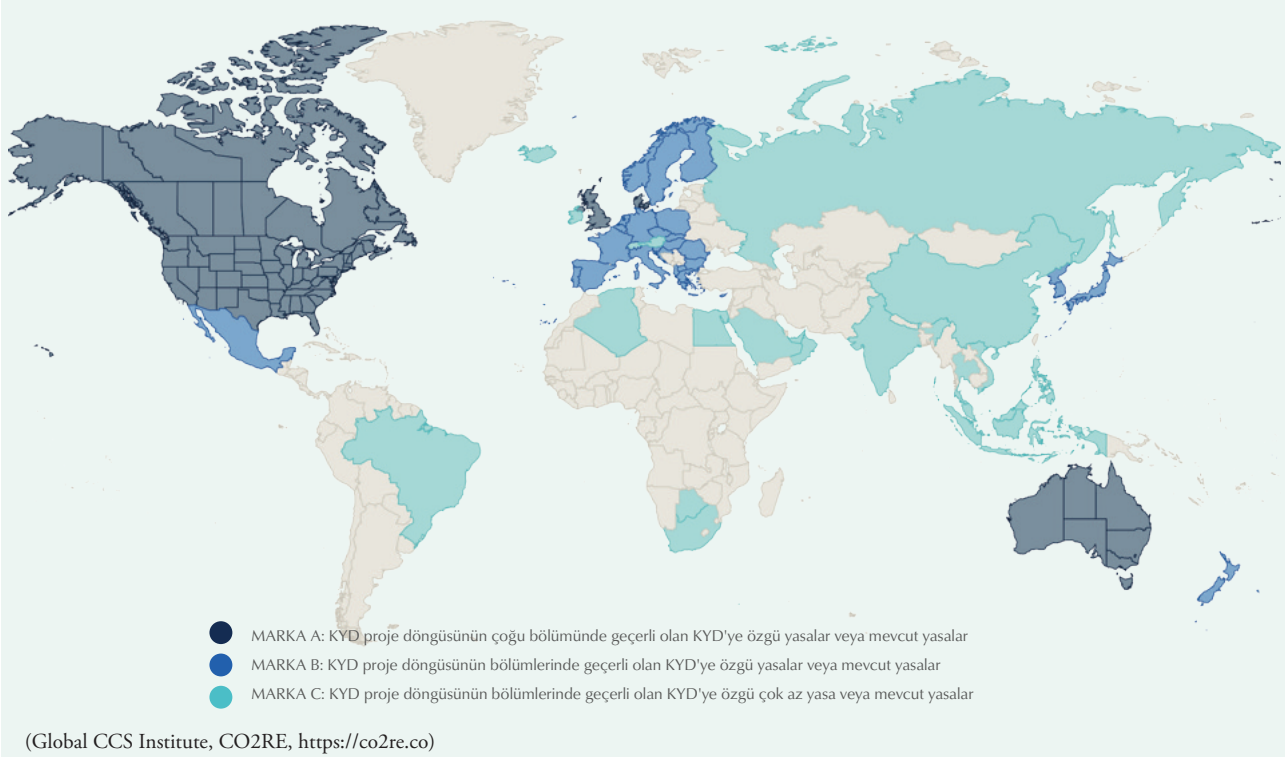 MARKA A: KYD proje döngüsünün çoğu bölümünde geçerli olan KYD'ye özgü yasalar veya mevcut yasalar
MARKA B: KYD proje döngüsünün bölümlerinde geçerli olan KYD'ye özgü yasalar veya mevcut yasalar
MARKA C: KYD proje döngüsünün bölümlerinde geçerli olan KYD'ye özgü çok az yasa veya mevcut yasalar
(Global CCS Institute, CO2RE, https://co2re.co)